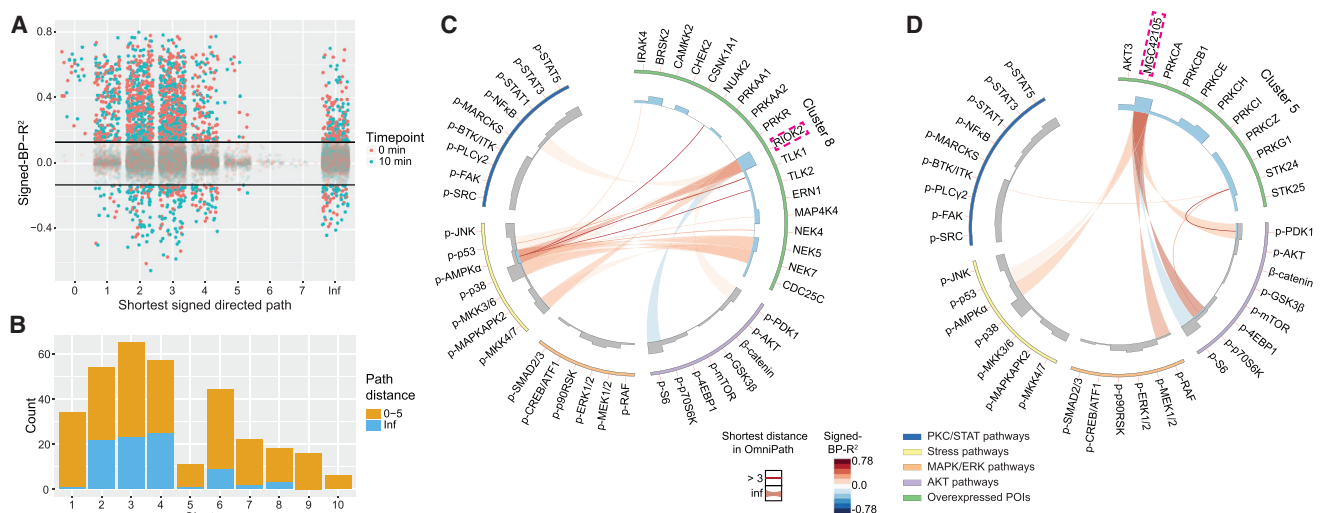 A
Signed-BP-R²
0.8
0.4
0.0
−0.4
0
1
2
3
4
5
6
7
Inf
Shortest signed directed path
Timepoint
0 min
10 min
B
Count
60
40
20
0
1
2
3
4
5
6
7
8
9
10
Path
distance
0−5
Inf
C
p-STAT5
p-STAT3
p-STAT1
p-NFκB
p-MARCKS
p-BTK/ITK
p-PLCγ2
p-FAK
p-SRC
p-JNK
p-p53
p-AMPKα
p-p38
p-MKK3/6
p-MAPKAPK2
p-MKK4/7
p-SMAD2/3
p-CREB/ATF1
p-p90RSK
p-ERK1/2
p-MEK1/2
p-RAF
p-S6
p-p70S6K
p-4EBP1
p-mTOR
p-GSK3β
β-catenin
p-AKT
p-PDK1
IRAK4
BRSK2
CAMKK2
CHEK2
CSNK1A1
NUAK2
PRKAA1
PRKAA2
PRKR
RIOK2
TLK1
TLK2
ERN1
MAP4K4
NEK4
NEK5
NEK7
CDC25C
Cluster 8
Shortest distance
in OmniPath
> 3
inf
Signed-
BP-R²
0.78
0.0
-0.78
D
p-STAT5
p-STAT3
p-STAT1
p-NFκB
p-MARCKS
p-BTK/ITK
p-PLCγ2
p-FAK
p-SRC
p-JNK
p-p53
p-AMPKα
p-p38
p-MKK3/6
p-MAPKAPK2
p-MKK4/7
p-SMAD2/3
p-CREB/ATF1
p-p90RSK
p-ERK1/2
p-MEK1/2
p-RAF
p-S6
p-p70S6K
p-4EBP1
p-mTOR
p-GSK3β
β-catenin
p-AKT
p-PDK1
AKT3
MGC42105
PRKCA
PRKCB1
PRKCE
PRKCH
PRKCI
PRKCZ
PRKG1
STK24
STK25
Cluster 5
PKC/STAT pathways
Stress pathways
MAPK/ERK pathways
AKT pathways
Overexpressed POIs